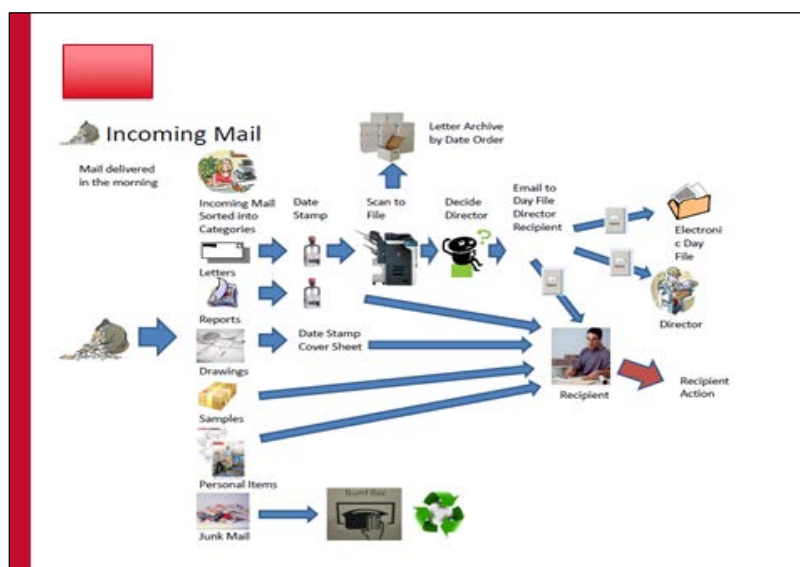 Incoming Mail
Mail delivered
in the morning
Letter Archive
by Date Order
Incoming Mail
Sorted into
Categories
Date
Stamp
Scan to
File
Decide
Director
Email to
Day File
Director
Recipient
Electroni
c Day
File
Letters
Director
Reports
Date Stamp
Cover Sheet
Drawings
Recipient
Recipient
Action
Samples
Personal Items
Bumf Box
Junk Mail